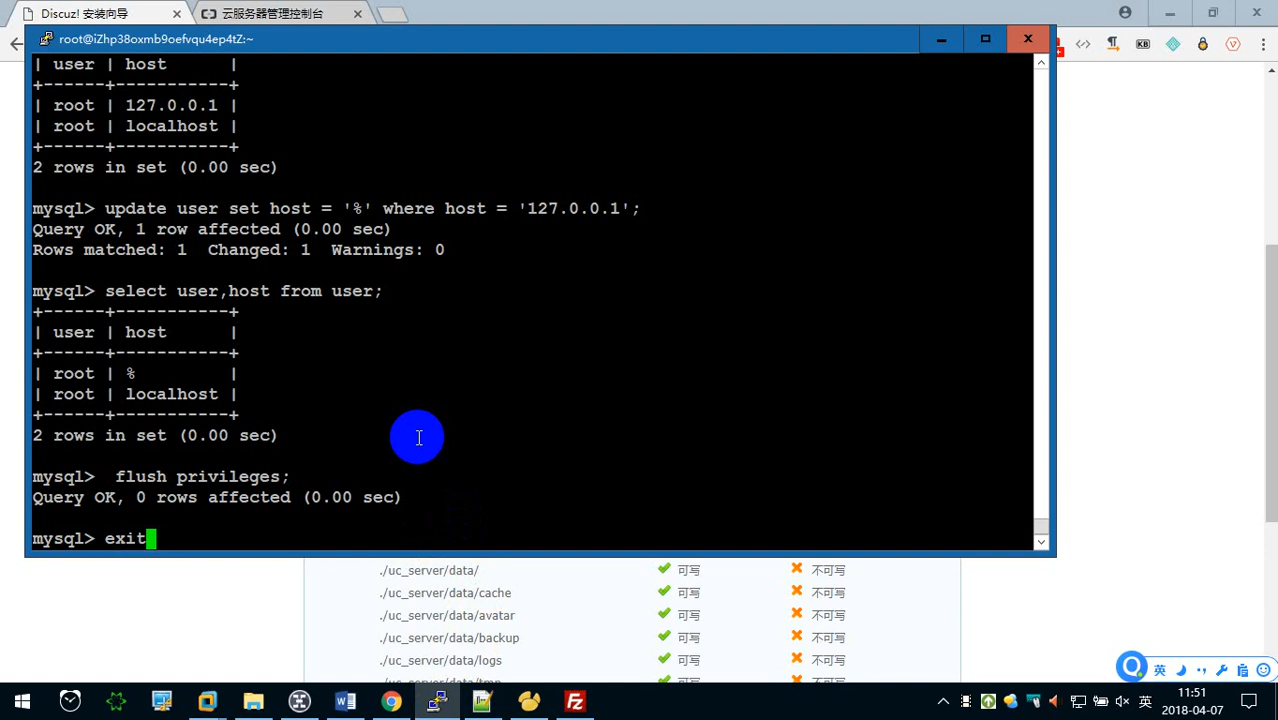 Discuz! 安装向导
云服务器管理控制台
root@iZhp38oxmb9oefvqu4ep4tZ:~
| user | host      |
+------+-----------+
| root | 127.0.0.1 |
| root | localhost |
+------+-----------+
2 rows in set (0.00 sec)
mysql> update user set host = '%' where host = '127.0.0.1';
Query OK, 1 row affected (0.00 sec)
Rows matched: 1  Changed: 1  Warnings: 0
mysql> select user,host from user;
+------+-----------+
| user | host      |
+------+-----------+
| root | %         |
| root | localhost |
+------+-----------+
2 rows in set (0.00 sec)
mysql>  flush privileges;
Query OK, 0 rows affected (0.00 sec)
mysql> exit
./uc_server/data/ 可写 不可写
./uc_server/data/cache 可写 不可写
./uc_server/data/avatar 可写 不可写
./uc_server/data/backup 可写 不可写
./uc_server/data/logs 可写 不可写
./uc_server/data/tmp
英
英
11:51
2018-04-07